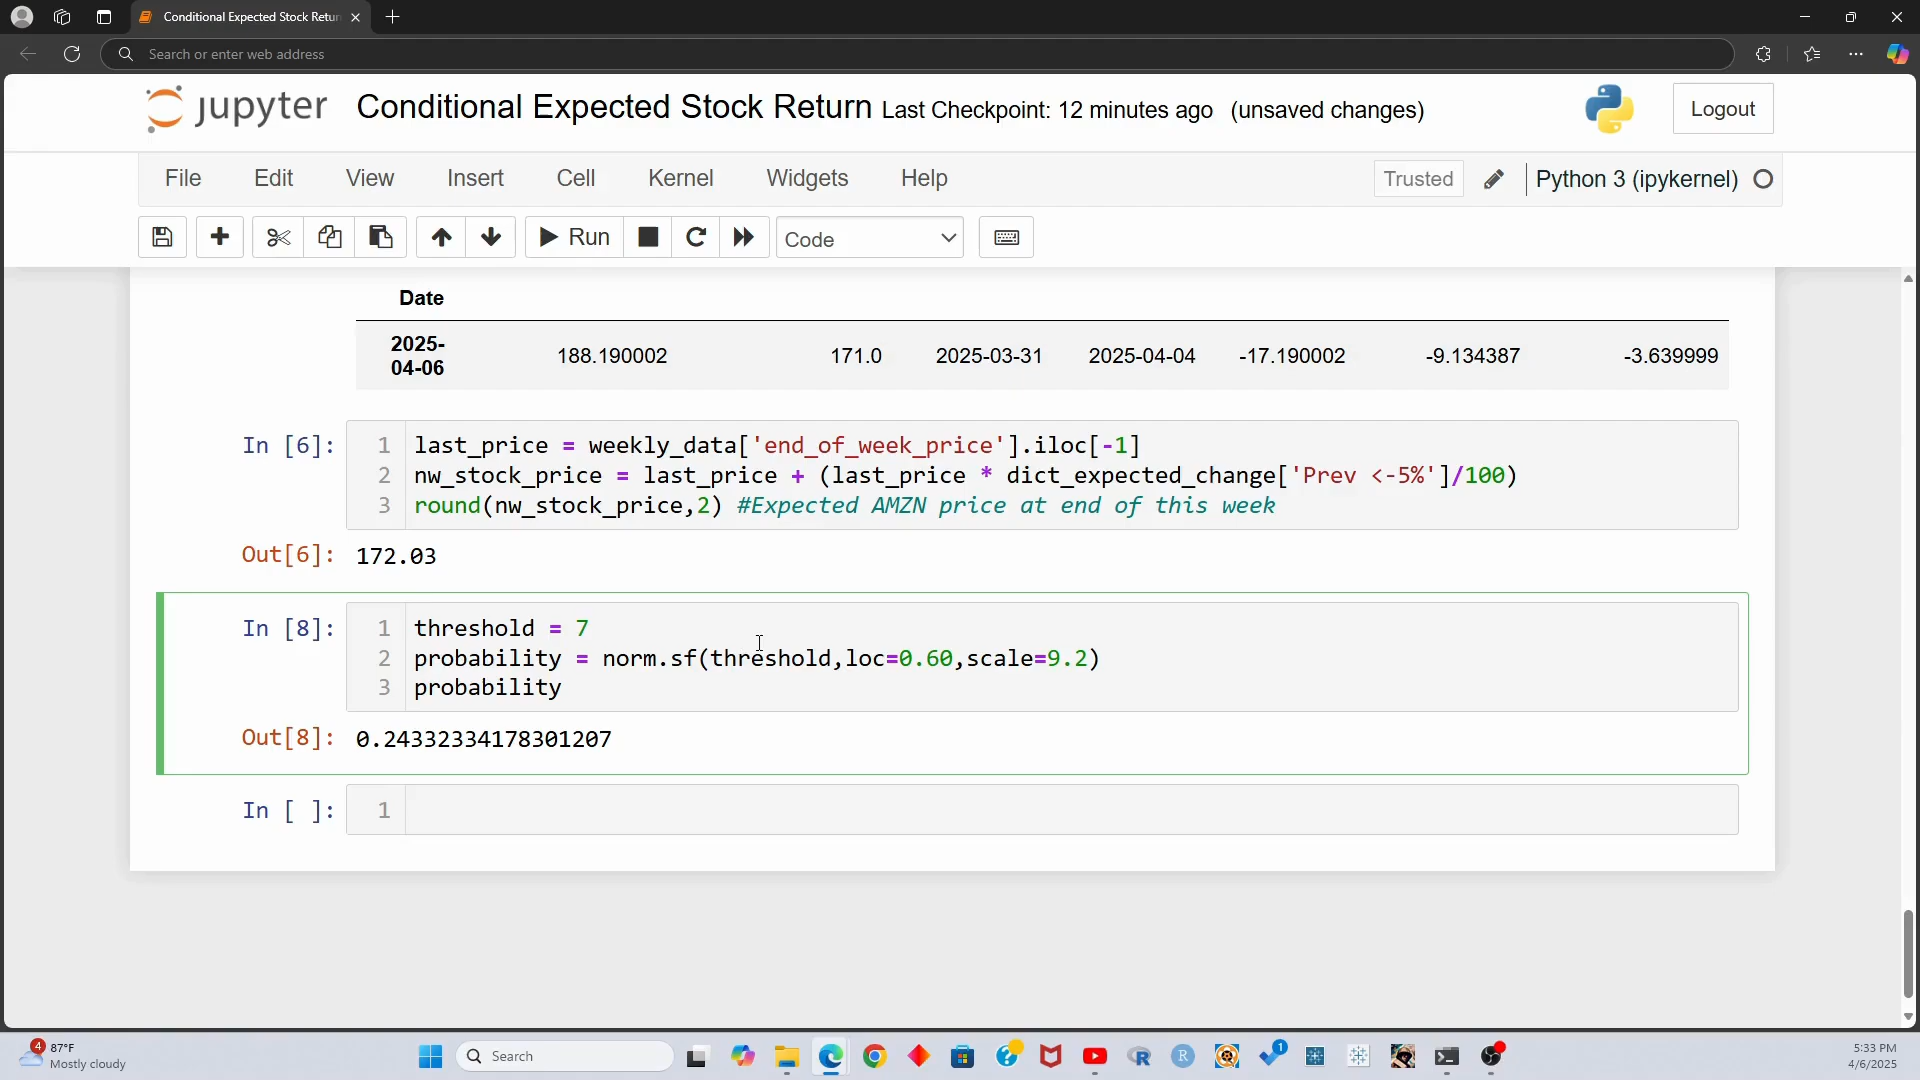 Conditional Expected Stock Retur
Search or enter web address
jupyter Conditional Expected Stock Return Last Checkpoint: 12 minutes ago (unsaved changes)
Logout
File Edit View Insert Cell Kernel Widgets Help
Trusted
Python 3 (ipykernel)
Run
Code
Date
2025-04-06 188.190002 171.0 2025-03-31 2025-04-04 -17.190002 -9.134387 -3.639999
In [6]:
1 last_price = weekly_data['end_of_week_price'].iloc[-1]
2 nw_stock_price = last_price + (last_price * dict_expected_change['Prev <-5%']/100)
3 round(nw_stock_price,2) #Expected AMZN price at end of this week
Out[6]: 172.03
In [8]:
1 threshold = 7
2 probability = norm.sf(threshold,loc=0.60,scale=9.2)
3 probability
Out[8]: 0.24332334178301207
In [ ]: 1
4
87°F
Mostly cloudy
Search
1
5:33 PM
4/6/2025